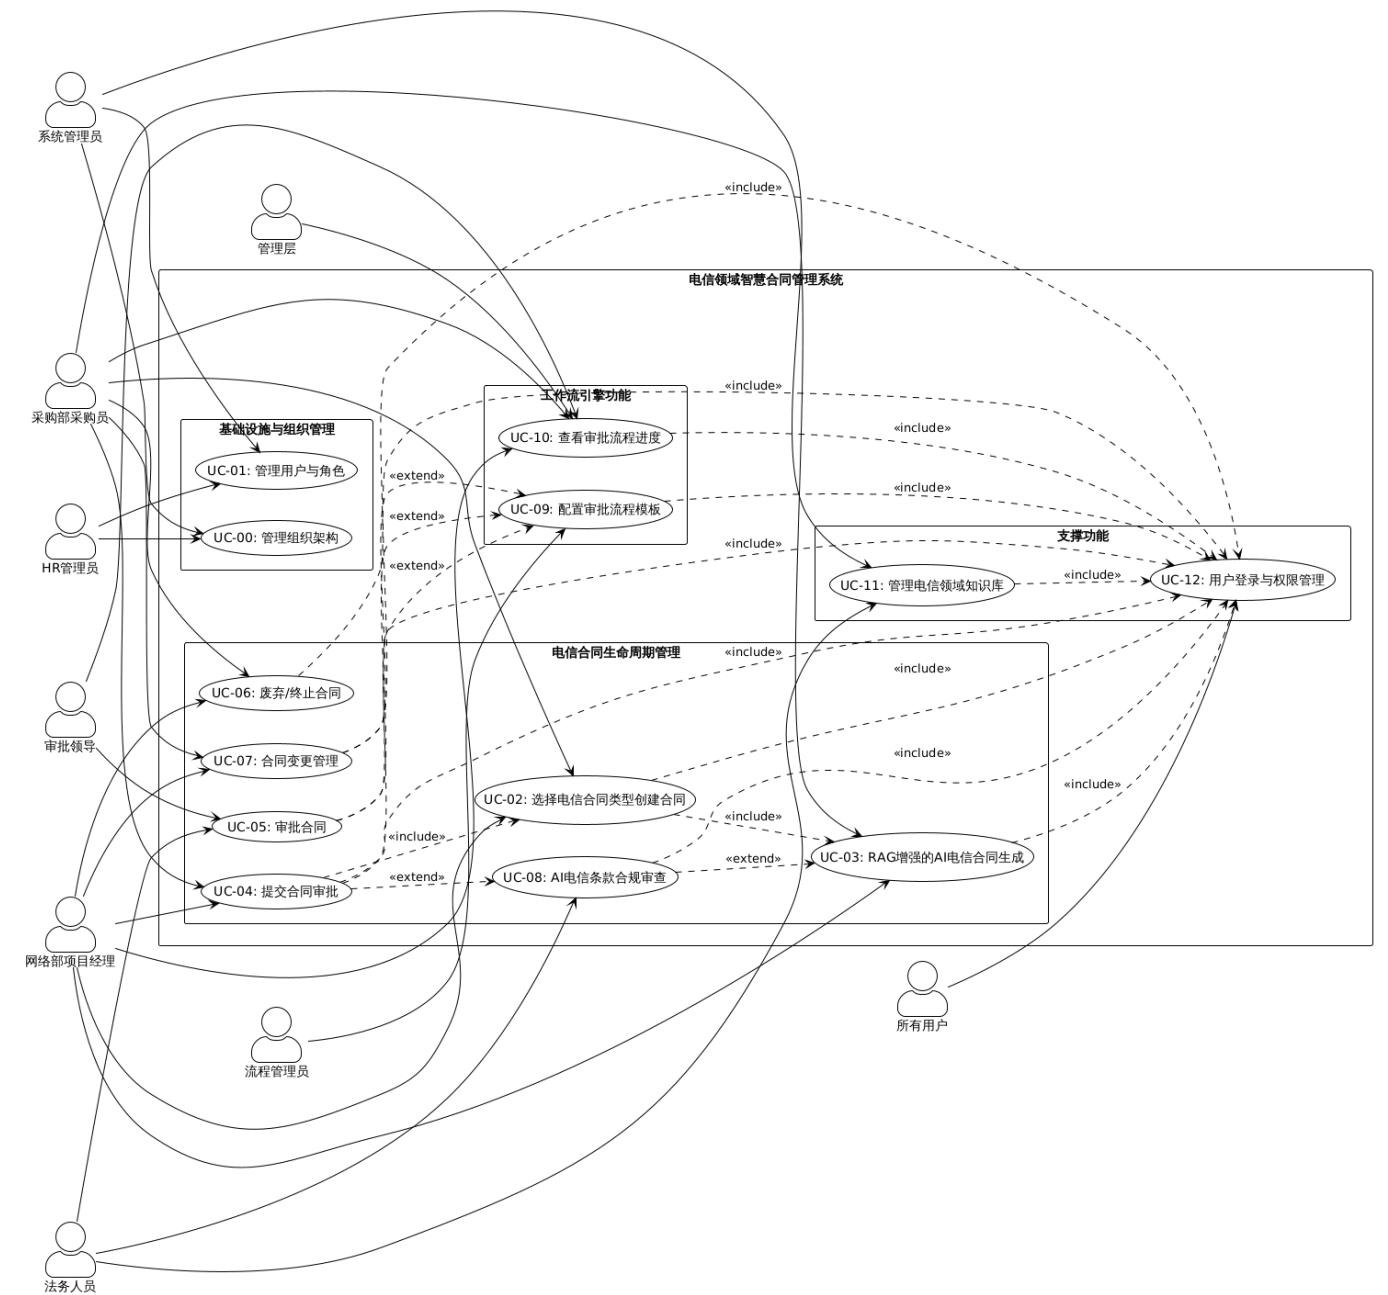 系统管理员
«include»
管理层
电信领域智慧合同管理系统
«include»
工作流引擎功能
采购部采购员
基础设施与组织管理
«include»
UC-10: 查看审批流程进度
UC-01: 管理用户与角色
«extend»
«include»
UC-09: 配置审批流程模板
«extend»
支撑功能
UC-00: 管理组织架构
«include»
HR管理员
«extend»
«include»
UC-12: 用户登录与权限管理
UC-11: 管理电信领域知识库
电信合同生命周期管理
«include»
«include»
UC-06: 废弃/终止合同
审批领导
«include»
UC-07: 合同变更管理
«include»
UC-02: 选择电信合同类型创建合同
«include»
UC-05: 审批合同
«include»
«extend»
UC-03: RAG增强的AI电信合同生成
«extend»
UC-08: AI电信条款合规审查
UC-04: 提交合同审批
网络部项目经理
所有用户
流程管理员
法务人员